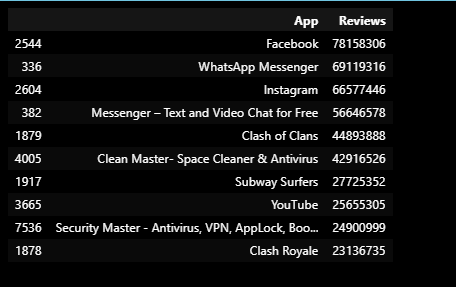 App Reviews
2544 Facebook 78158306
336 WhatsApp Messenger 69119316
2604 Instagram 66577446
382 Messenger – Text and Video Chat for Free 56646578
1879 Clash of Clans 44893888
4005 Clean Master- Space Cleaner & Antivirus 42916526
1917 Subway Surfers 27725352
3665 YouTube 25655305
7536 Security Master - Antivirus, VPN, AppLock, Boo... 24900999
1878 Clash Royale 23136735